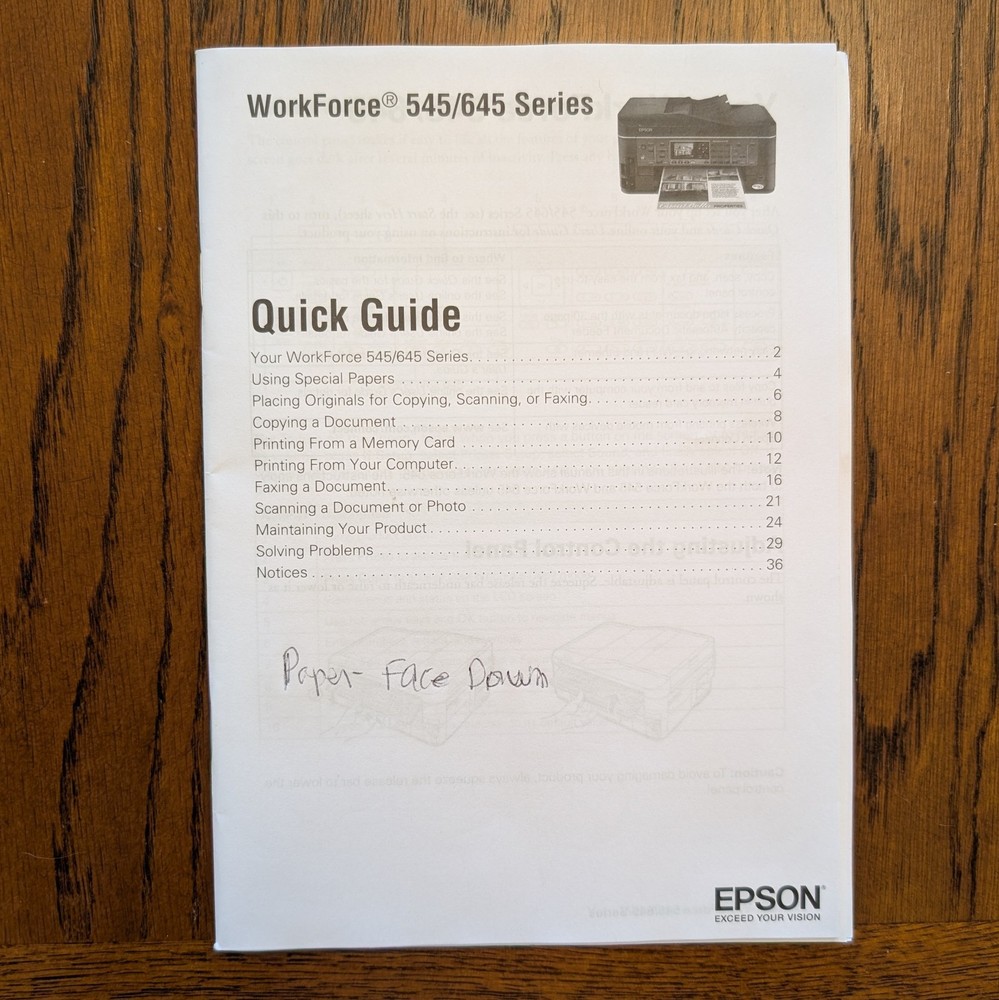 WorkForce® 545/645 Series
EPSON
Quick Guide
Your WorkForce 545/645 Series. . . . . . . . . . . . . . . . . . . . . . . . . . . . . . . . . . . . . . 2
Using Special Papers . . . . . . . . . . . . . . . . . . . . . . . . . . . . . . . . . . . . . . . . . . . . . 4
Placing Originals for Copying, Scanning, or Faxing. . . . . . . . . . . . . . . . . . . . . . . 6
Copying a Document . . . . . . . . . . . . . . . . . . . . . . . . . . . . . . . . . . . . . . . . . . . . . 8
Printing From a Memory Card . . . . . . . . . . . . . . . . . . . . . . . . . . . . . . . . . . . . . 10
Printing From Your Computer. . . . . . . . . . . . . . . . . . . . . . . . . . . . . . . . . . . . . . 12
Faxing a Document. . . . . . . . . . . . . . . . . . . . . . . . . . . . . . . . . . . . . . . . . . . . . . 16
Scanning a Document or Photo . . . . . . . . . . . . . . . . . . . . . . . . . . . . . . . . . . . . 21
Maintaining Your Product . . . . . . . . . . . . . . . . . . . . . . . . . . . . . . . . . . . . . . . . . 24
Solving Problems . . . . . . . . . . . . . . . . . . . . . . . . . . . . . . . . . . . . . . . . . . . . . . . 29
Notices . . . . . . . . . . . . . . . . . . . . . . . . . . . . . . . . . . . . . . . . . . . . . . . . . . . . . . . 36
Paper- Face Down
EPSON®
EXCEED YOUR VISION